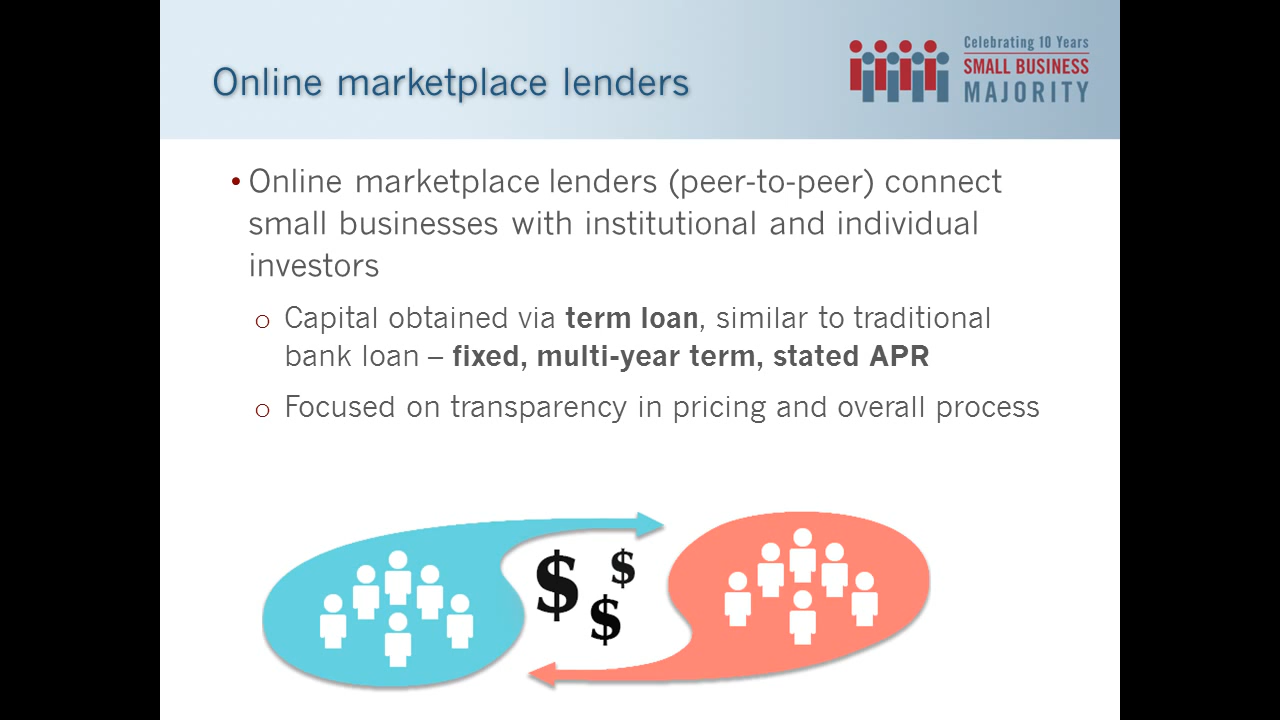 Online marketplace lenders
Celebrating 10 Years
SMALL BUSINESS
MAJORITY
• Online marketplace lenders (peer-to-peer) connect
small businesses with institutional and individual
investors
o Capital obtained via term loan, similar to traditional
bank loan – fixed, multi-year term, stated APR
o Focused on transparency in pricing and overall process
$ $ $